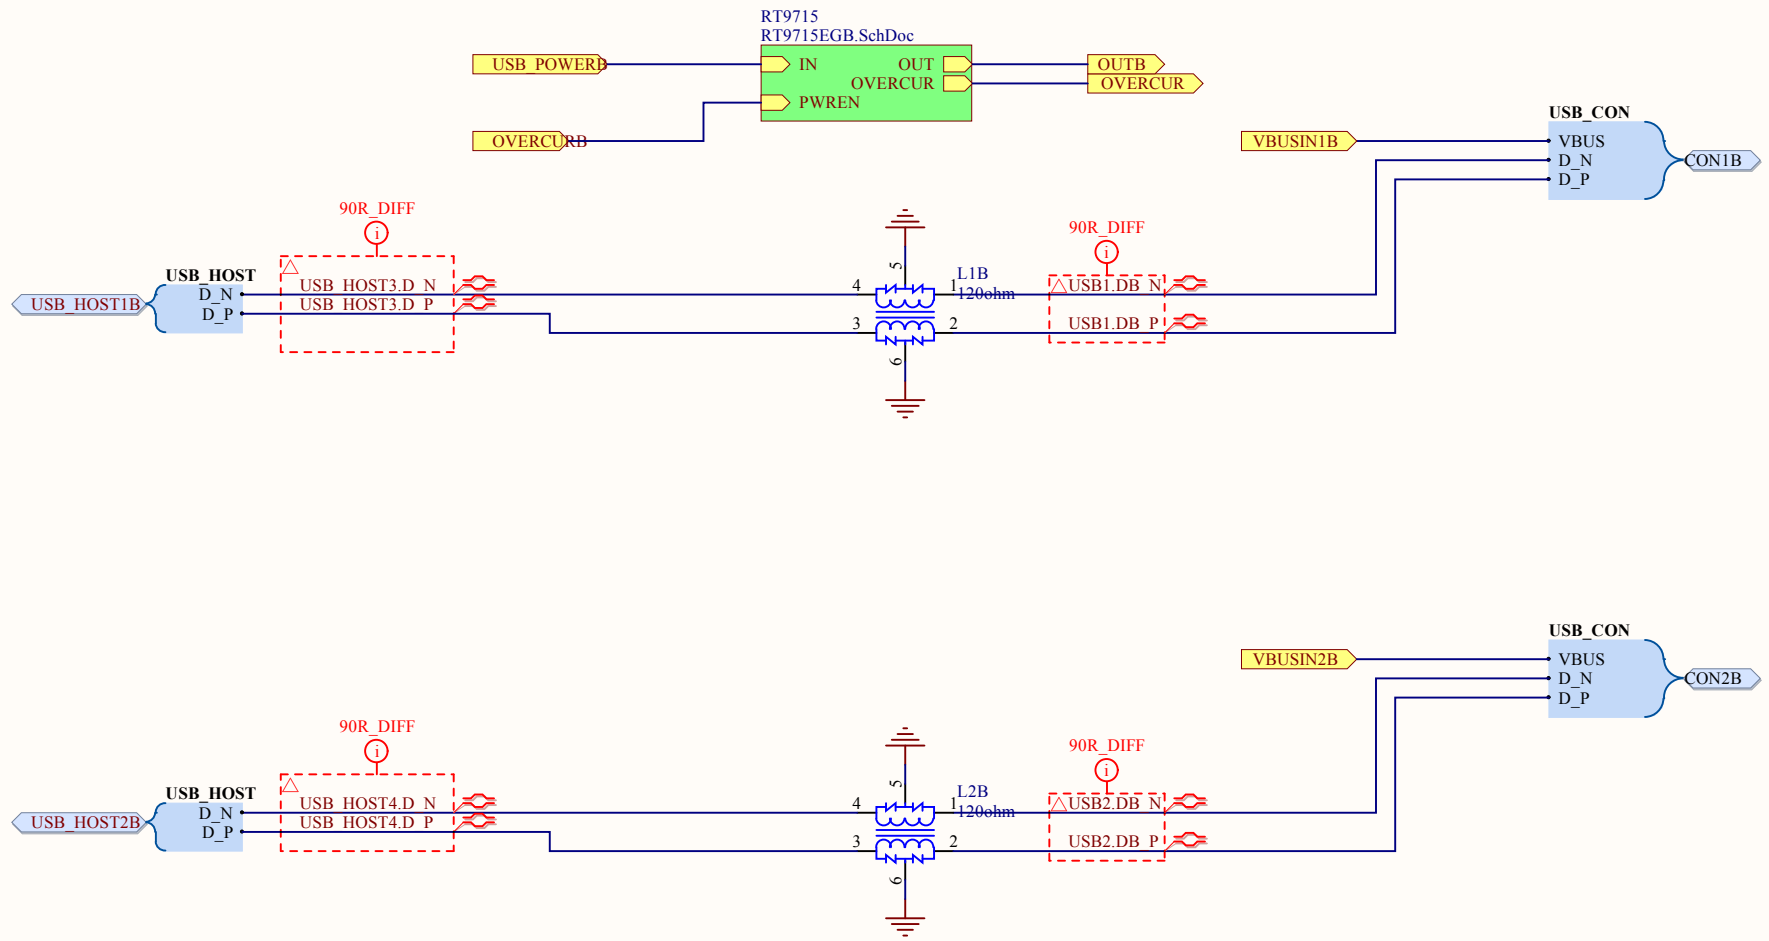 RT9715
RT9715EGB.SchDoc
USB_POWERB
IN
OUT
OUTB
OVERCUR
OVERCUR
PWREN
OVERCURB
USB_CON
VBUSIN1B
VBUS
D_N
D_P
CON1B
90R_DIFF
i
90R_DIFF
i
USB_HOST
USB_HOST1B
D_N
D_P
USB_HOST3.D_N
USB_HOST3.D_P
5
4
1
L1B
120ohm
3
2
6
USB1.DB_N
USB1.DB_P
USB_CON
VBUSIN2B
VBUS
D_N
D_P
CON2B
90R_DIFF
i
90R_DIFF
i
USB_HOST
USB_HOST2B
D_N
D_P
USB_HOST4.D_N
USB_HOST4.D_P
5
4
1
L2B
120ohm
3
2
6
USB2.DB_N
USB2.DB_P